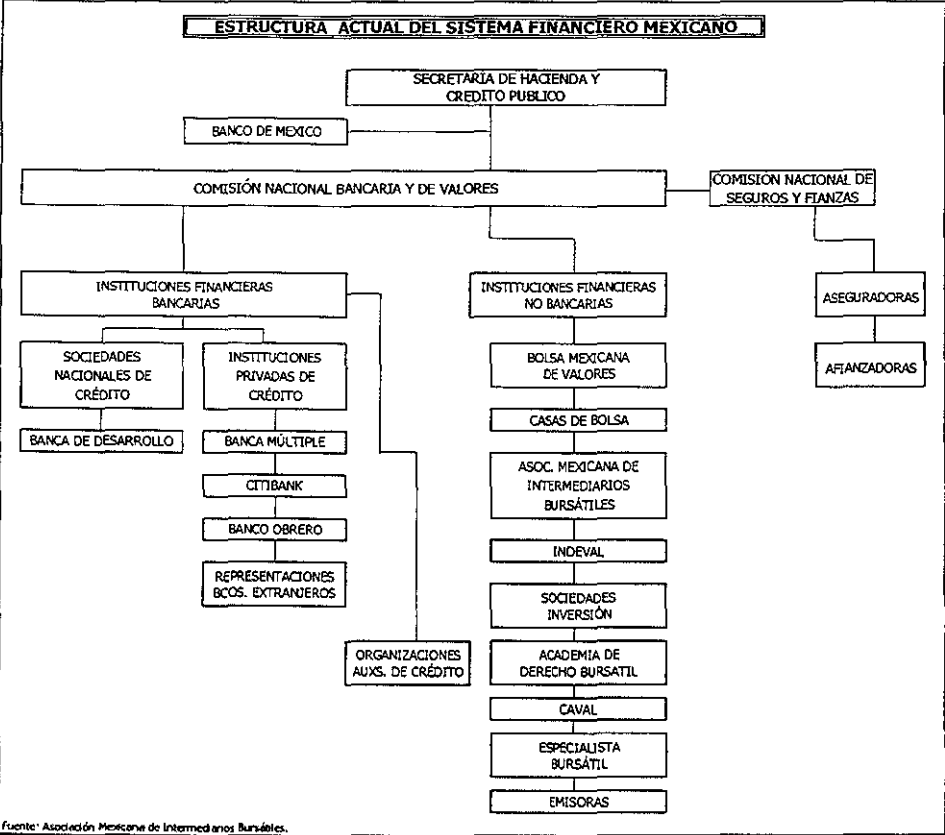 ESTRUCTURA ACTUAL DEL SISTEMA FINANCIERO MEXICANO
SECRETARÍA DE HACIENDA Y
CREDITO PUBLICO
BANCO DE MEXICO
COMISIÓN NACIONAL BANCARIA Y DE VALORES
COMISIÓN NACIONAL DE
SEGUROS Y FIANZAS
INSTITUCIONES FINANCIERAS
BANCARIAS
INSTITUCIONES FINANCIERAS
NO BANCARIAS
ASEGURADORAS
SOCIEDADES
NACIONALES DE
CRÉDITO
INSTITUCIONES
PRIVADAS DE
CRÉDITO
BOLSA MEXICANA
DE VALORES
AFIANZADORAS
BANCA DE DESARROLLO
BANCA MÚLTIPLE
CASAS DE BOLSA
CITIBANK
ASOC. MEXICANA DE
INTERMEDIARIOS
BURSÁTILES
BANCO OBRERO
INDEVAL
REPRESENTACIONES
BCOS. EXTRANJEROS
SOCIEDADES
INVERSIÓN
ORGANIZACIONES
AUXS. DE CRÉDITO
ACADEMIA DE
DERECHO BURSATIL
CAVAL
ESPECIALISTA
BURSÁTIL
EMISORAS
Fuente: Asociación Mexicana de Intermediarios Bursátiles.